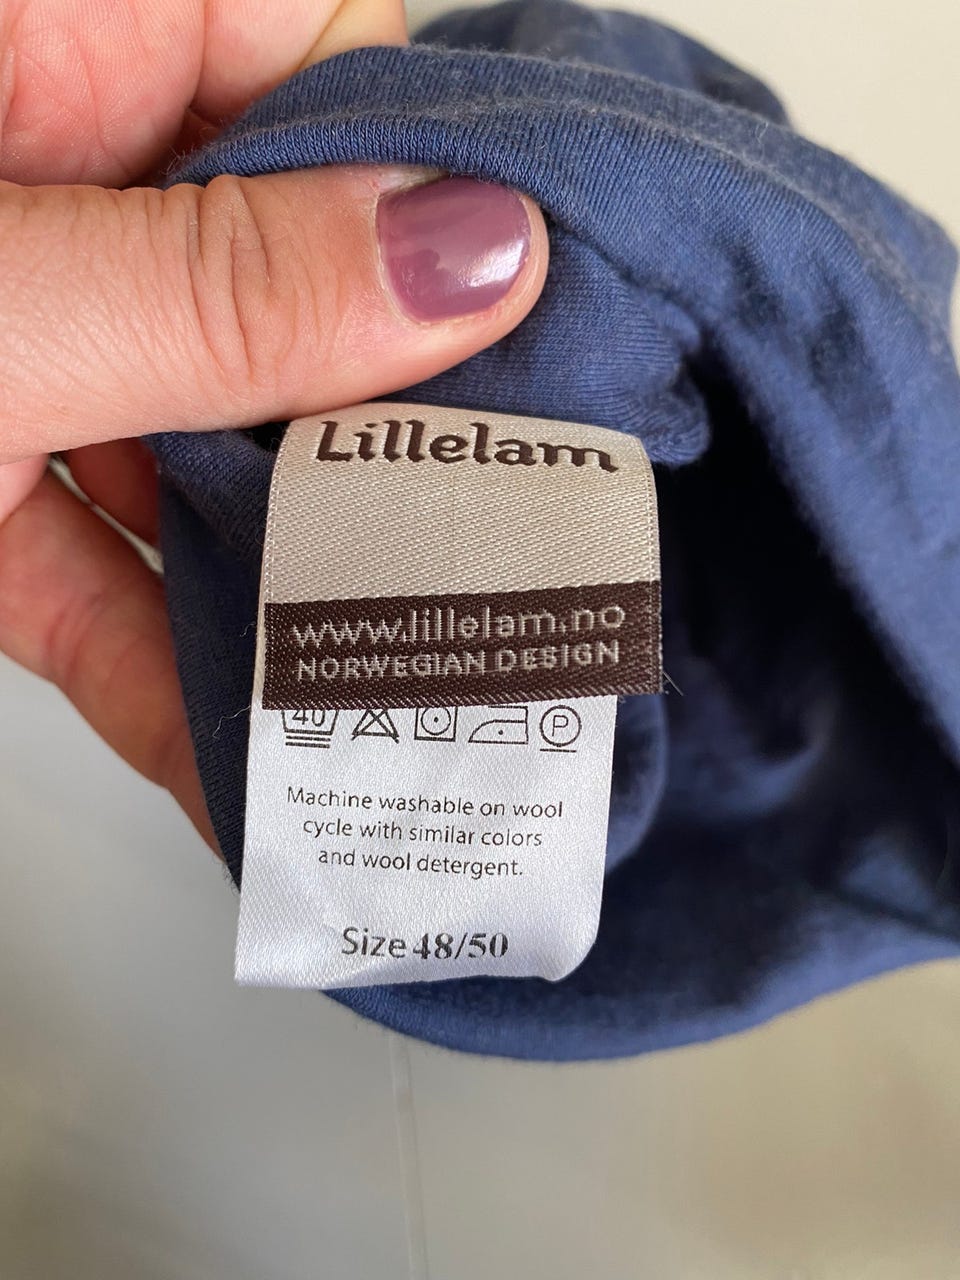 Lillelam
www.lillelam.no
NORWEGIAN DESIGN
40 P
Machine washable on wool
cycle with similar colors
and wool detergent.
Size 48/50